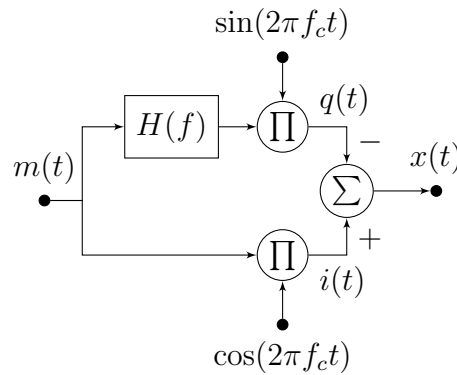 sin(2πf_ct)
H(f)
∏
q(t)
−
m(t)
x(t)
∑
+
∏
i(t)
cos(2πf_ct)